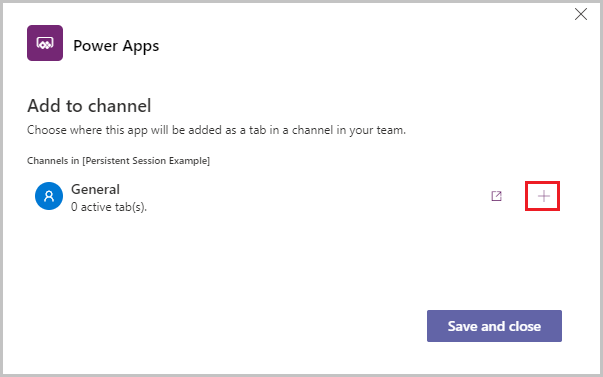 Power Apps
Add to channel
Choose where this app will be added as a tab in a channel in your team.
Channels in [Persistent Session Example]
General
0 active tab(s).
Save and close